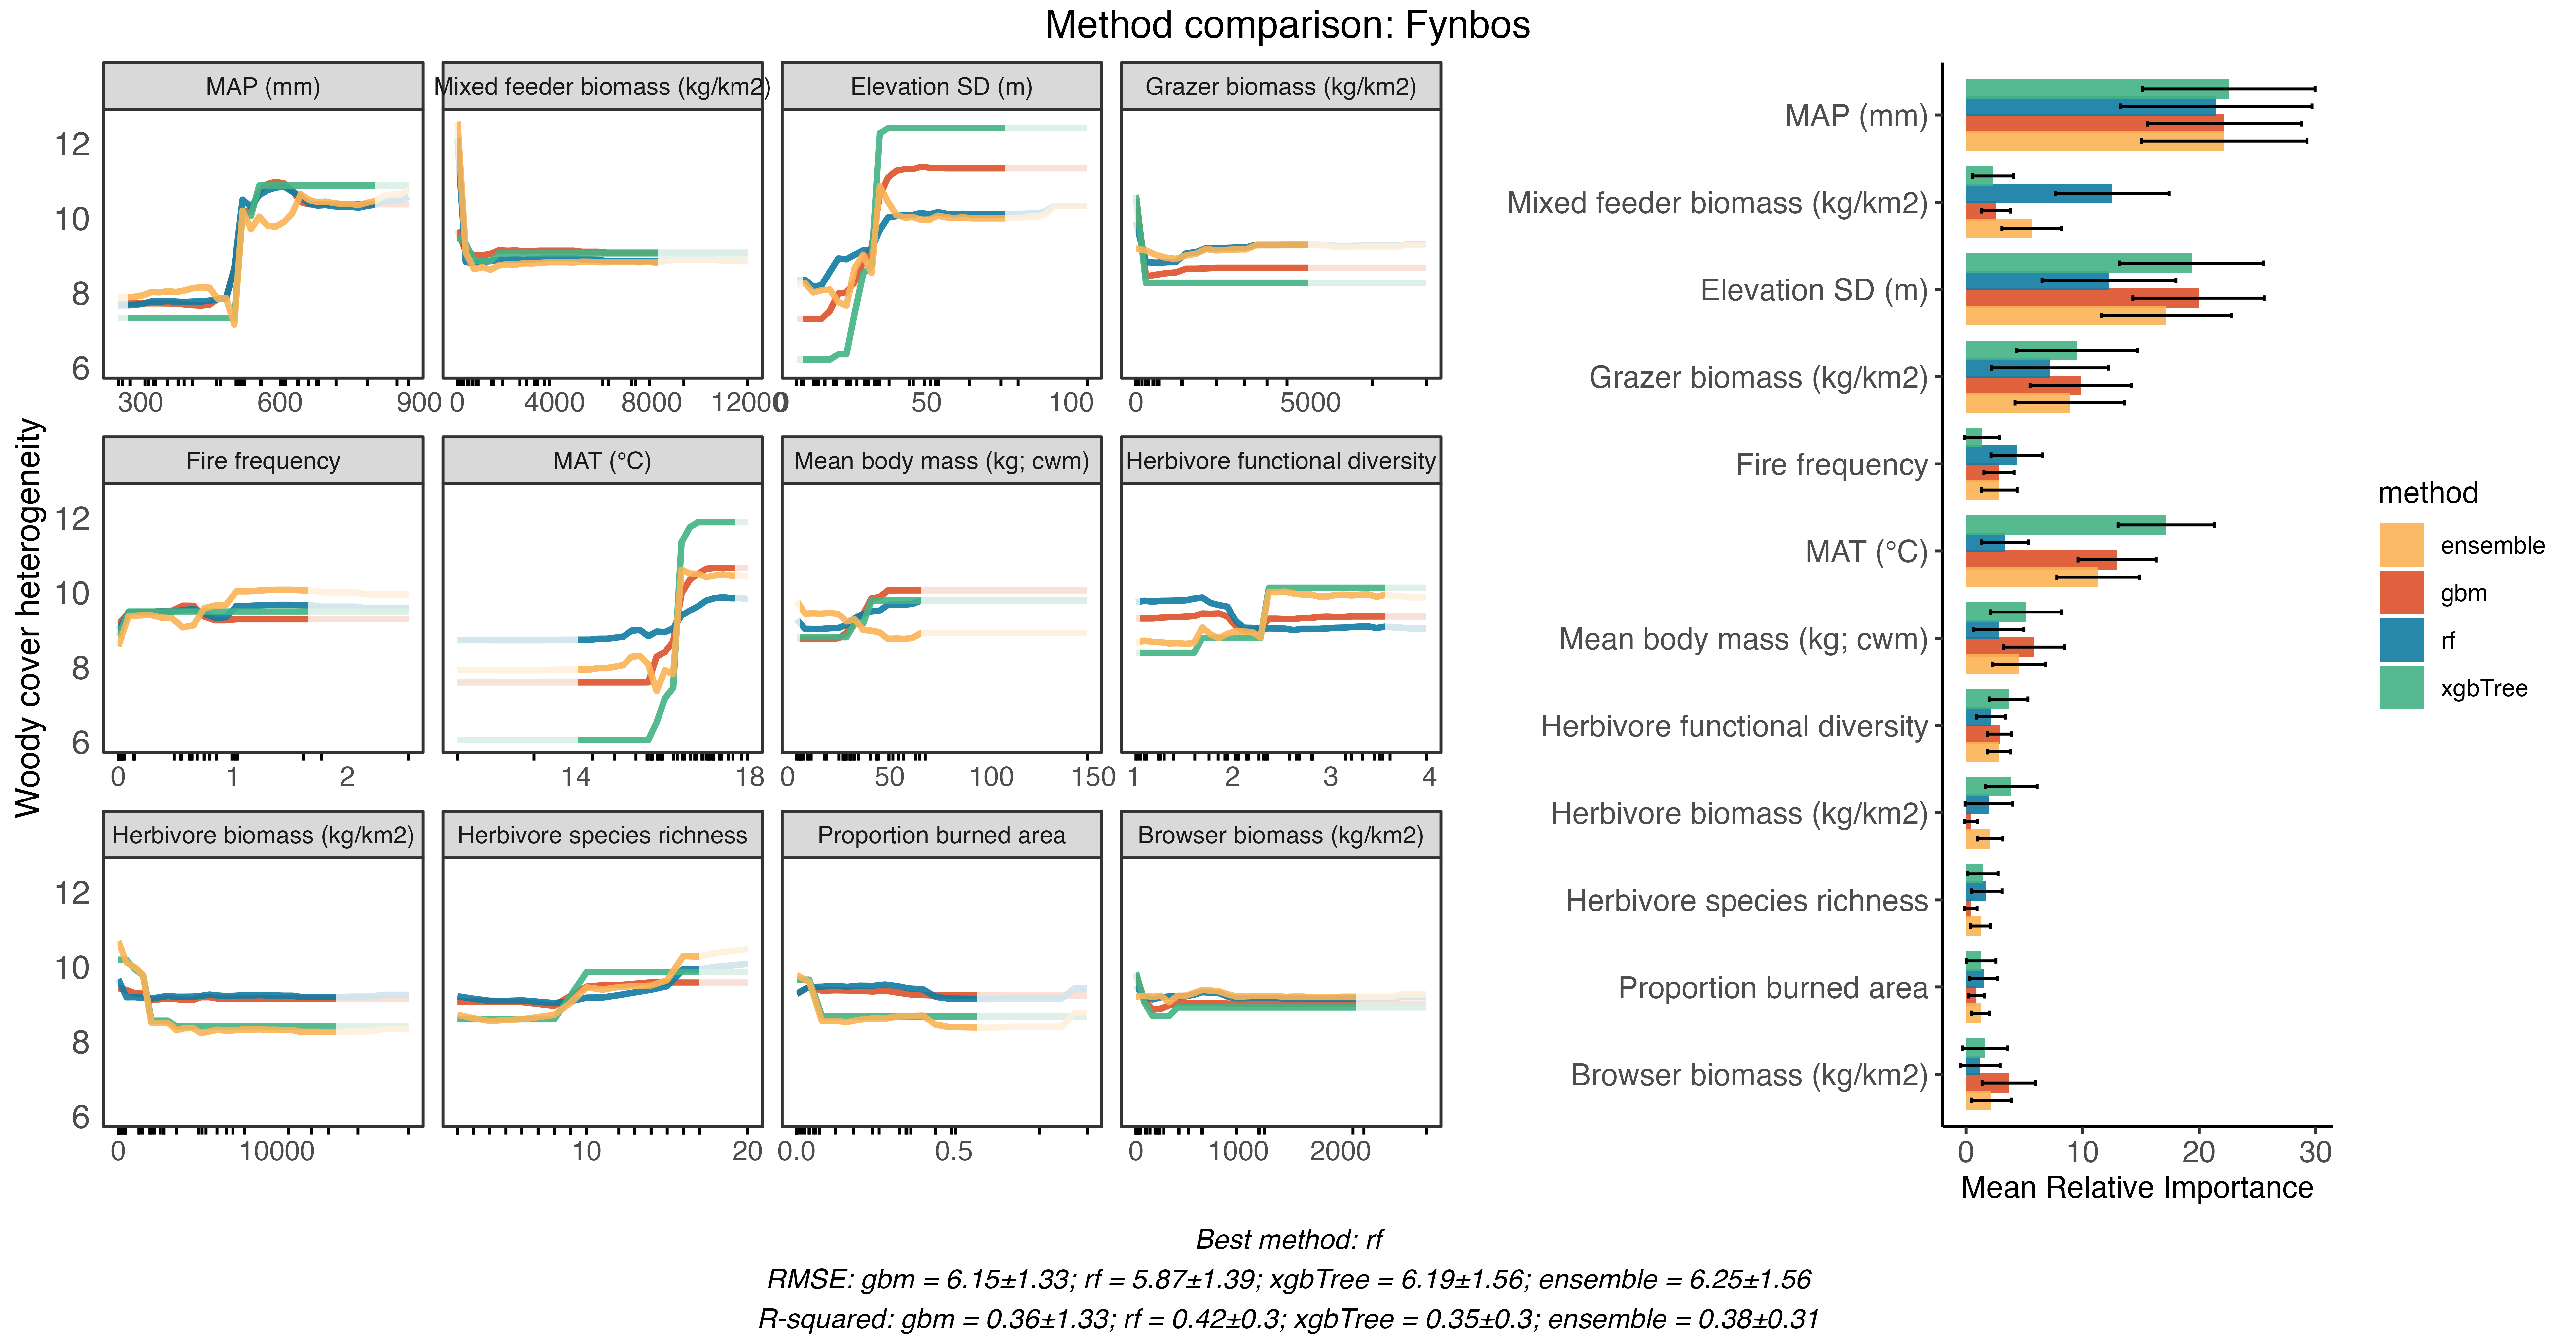 Method comparison: Fynbos
MAP (mm)
Mixed feeder biomass (kg/km2)
Elevation SD (m)
Grazer biomass (kg/km2)
12
10
8
6
300 600 900
0 4000 8000 12000
0 50 100
0 5000
Fire frequency
MAT (°C)
Mean body mass (kg; cwm)
Herbivore functional diversity
12
10
8
6
0 1 2
14 18
0 50 100 150
1 2 3 4
Herbivore biomass (kg/km2)
Herbivore species richness
Proportion burned area
Browser biomass (kg/km2)
12
10
8
6
0 10000
10 20
0.0 0.5
0 1000 2000
Woody cover heterogeneity
MAP (mm)
Mixed feeder biomass (kg/km2)
Elevation SD (m)
Grazer biomass (kg/km2)
Fire frequency
MAT (°C)
Mean body mass (kg; cwm)
Herbivore functional diversity
Herbivore biomass (kg/km2)
Herbivore species richness
Proportion burned area
Browser biomass (kg/km2)
0 10 20 30
Mean Relative Importance
method
ensemble
gbm
rf
xgbTree
Best method: rf
RMSE: gbm = 6.15±1.33; rf = 5.87±1.39; xgbTree = 6.19±1.56; ensemble = 6.25±1.56
R-squared: gbm = 0.36±1.33; rf = 0.42±0.3; xgbTree = 0.35±0.3; ensemble = 0.38±0.31